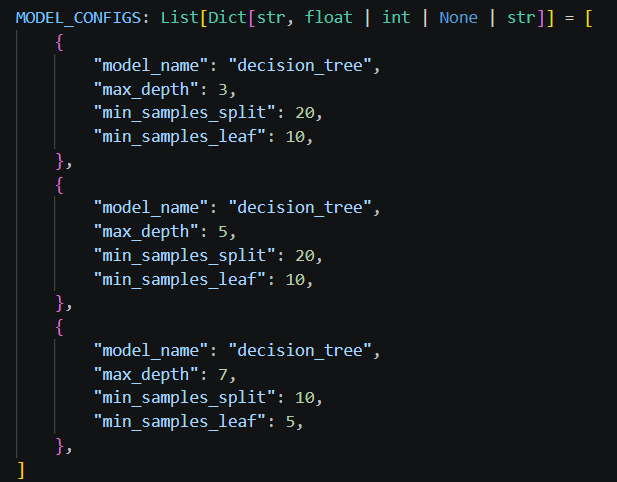 MODEL_CONFIGS: List[Dict[str, float | int | None | str]] = [
    {
        "model_name": "decision_tree",
        "max_depth": 3,
        "min_samples_split": 20,
        "min_samples_leaf": 10,
    },
    {
        "model_name": "decision_tree",
        "max_depth": 5,
        "min_samples_split": 20,
        "min_samples_leaf": 10,
    },
    {
        "model_name": "decision_tree",
        "max_depth": 7,
        "min_samples_split": 10,
        "min_samples_leaf": 5,
    },
]